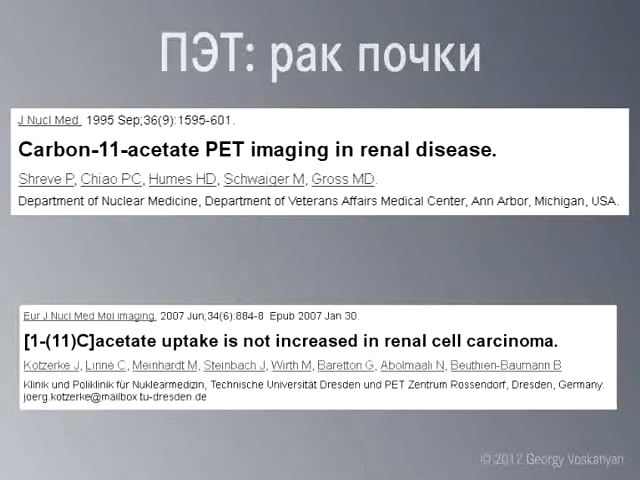 ПЭТ: рак почки
J Nucl Med. 1995 Sep;36(9):1595-601.
Carbon-11-acetate PET imaging in renal disease.
Shreve P, Chiao PC, Humes HD, Schwaiger M, Gross MD.
Department of Nuclear Medicine, Department of Veterans Affairs Medical Center, Ann Arbor, Michigan, USA.
Eur J Nucl Med Mol Imaging. 2007 Jun;34(6):884-8 Epub 2007 Jan 30.
[1-(11)C]acetate uptake is not increased in renal cell carcinoma.
Kotzerke J, Linné C, Meinhardt M, Steinbach J, Wirth M, Baretton G, Abolmaali N, Beuthien-Baumann B
Klinik und Poliklinik für Nuklearmedizin, Technische Universität Dresden und PET Zentrum Rossendorf, Dresden, Germany.
joerg.kotzerke@mailbox.tu-dresden.de
© 2012 Georgy Voskanyan